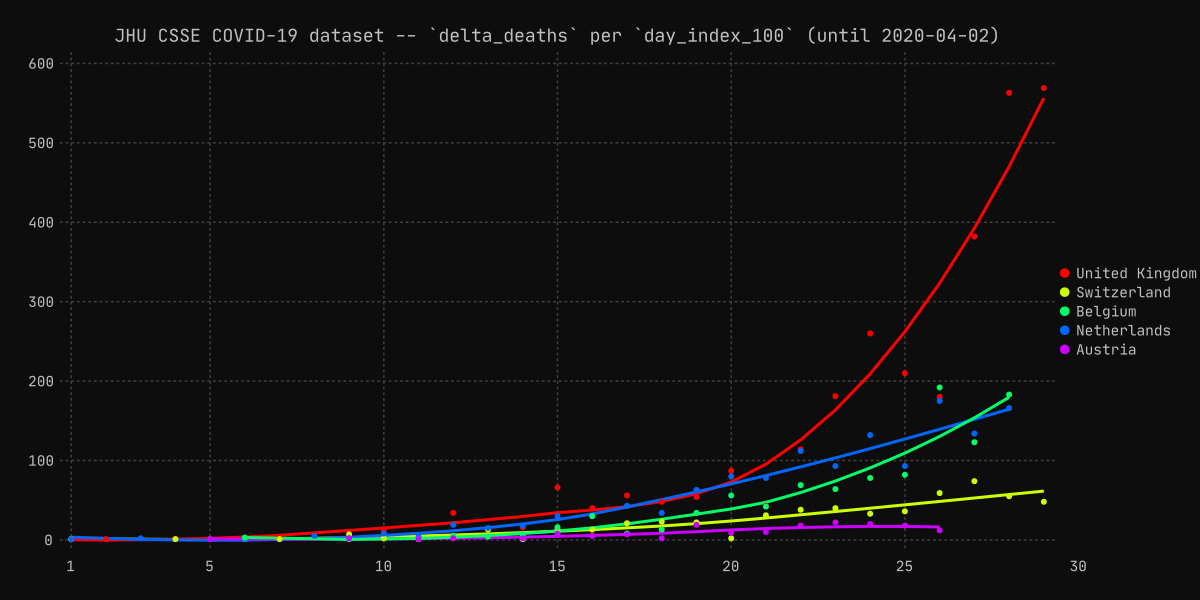 JHU CSSE COVID-19 dataset -- `delta_deaths` per `day_index_100` (until 2020-04-02)
600
500
400
300
200
100
0
1 5 10 15 20 25 30
United Kingdom
Switzerland
Belgium
Netherlands
Austria